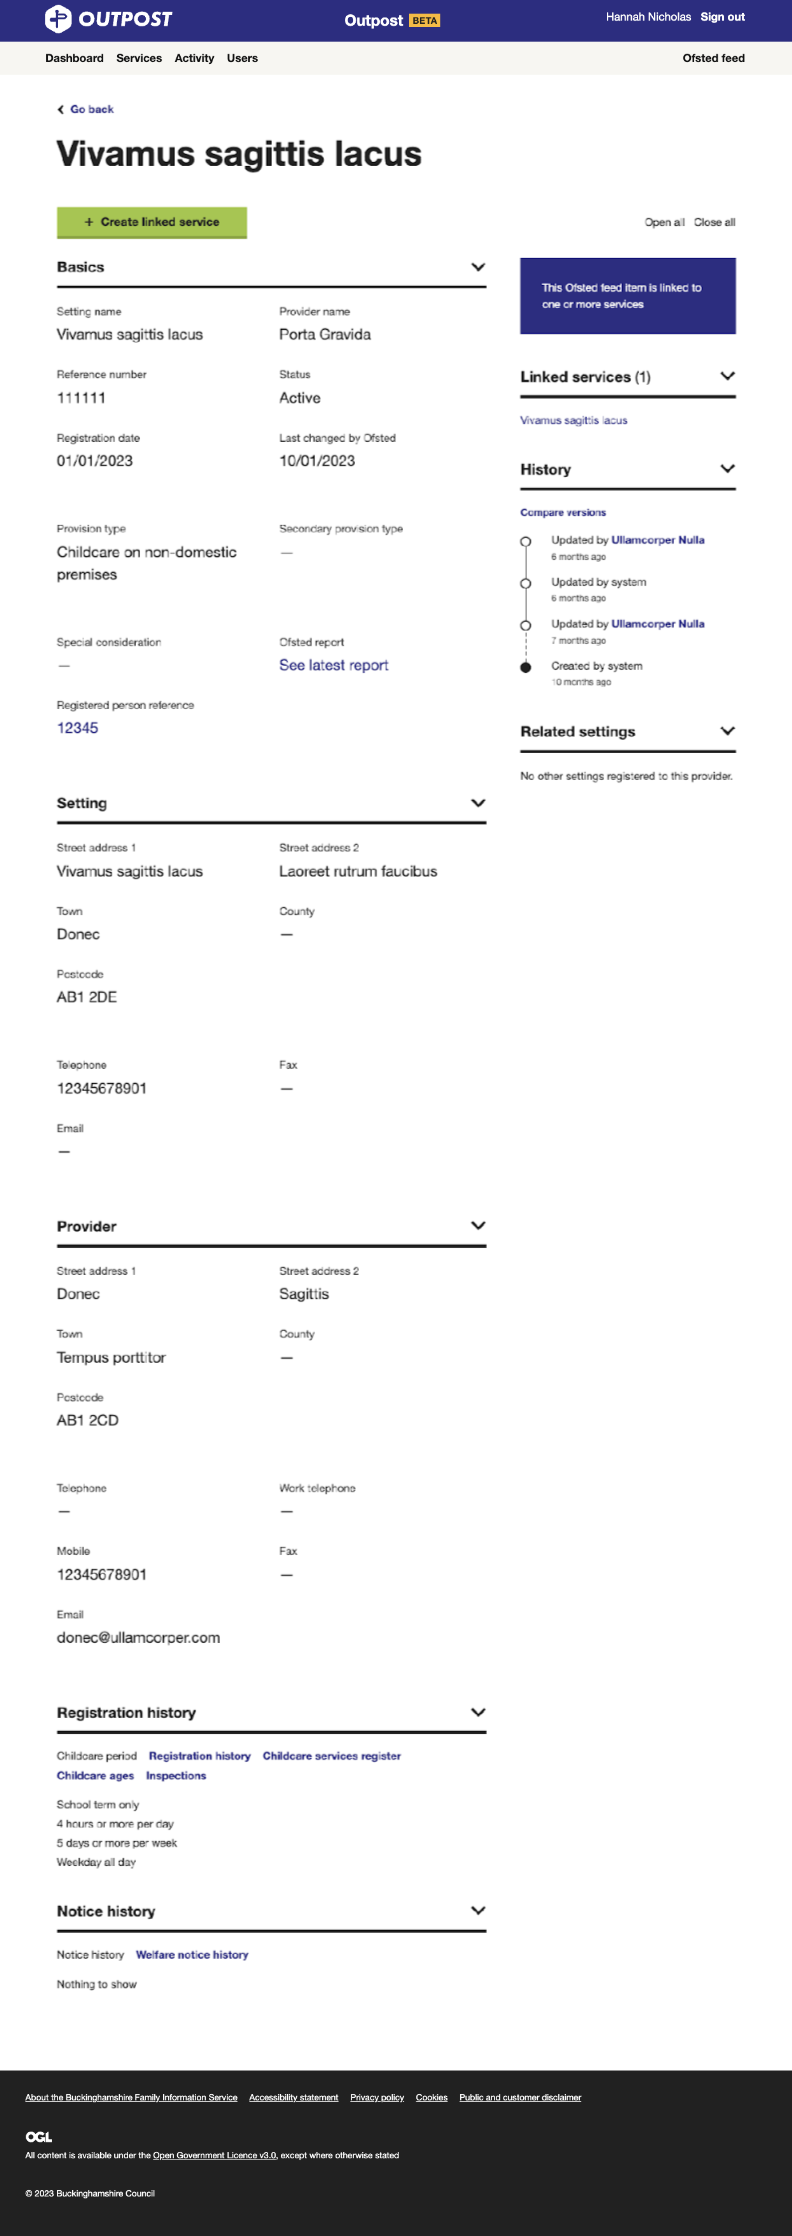 OUTPOST
Outpost BETA
Hannah Nicholas Sign out
Dashboard Services Activity Users
Ofsted feed
Go back
Vivamus sagittis lacus
+ Create linked service
Open all Close all
Basics
Setting name
Vivamus sagittis lacus
Provider name
Porta Gravida
Reference number
111111
Status
Active
Registration date
01/01/2023
Last changed by Ofsted
10/01/2023
Provision type
Childcare on non-domestic
premises
Secondary provision type
—
Special consideration
—
Ofsted report
See latest report
Registered person reference
12345
Setting
Street address 1
Vivamus sagittis lacus
Street address 2
Laoreet rutrum faucibus
Town
Donec
County
—
Postcode
AB1 2DE
Telephone
12345678901
Fax
—
Email
—
Provider
Street address 1
Donec
Street address 2
Sagittis
Town
Tempus porttitor
County
—
Postcode
AB1 2CD
Telephone
—
Work telephone
—
Mobile
12345678901
Fax
—
Email
donec@ullamcorper.com
Registration history
Childcare period Registration history Childcare services register
Childcare ages Inspections
School term only
4 hours or more per day
5 days or more per week
Weekday all day
Notice history
Notice history Welfare notice history
Nothing to show
This Ofsted feed item is linked to
one or more services
Linked services (1)
Vivamus sagittis lacus
History
Compare versions
Updated by Ullamcorper Nulla
6 months ago
Updated by system
6 months ago
Updated by Ullamcorper Nulla
7 months ago
Created by system
10 months ago
Related settings
No other settings registered to this provider.
About the Buckinghamshire Family Information Service Accessibility statement Privacy policy Cookies Public and customer disclaimer
OGL
All content is available under the Open Government Licence v3.0, except where otherwise stated
© 2023 Buckinghamshire Council